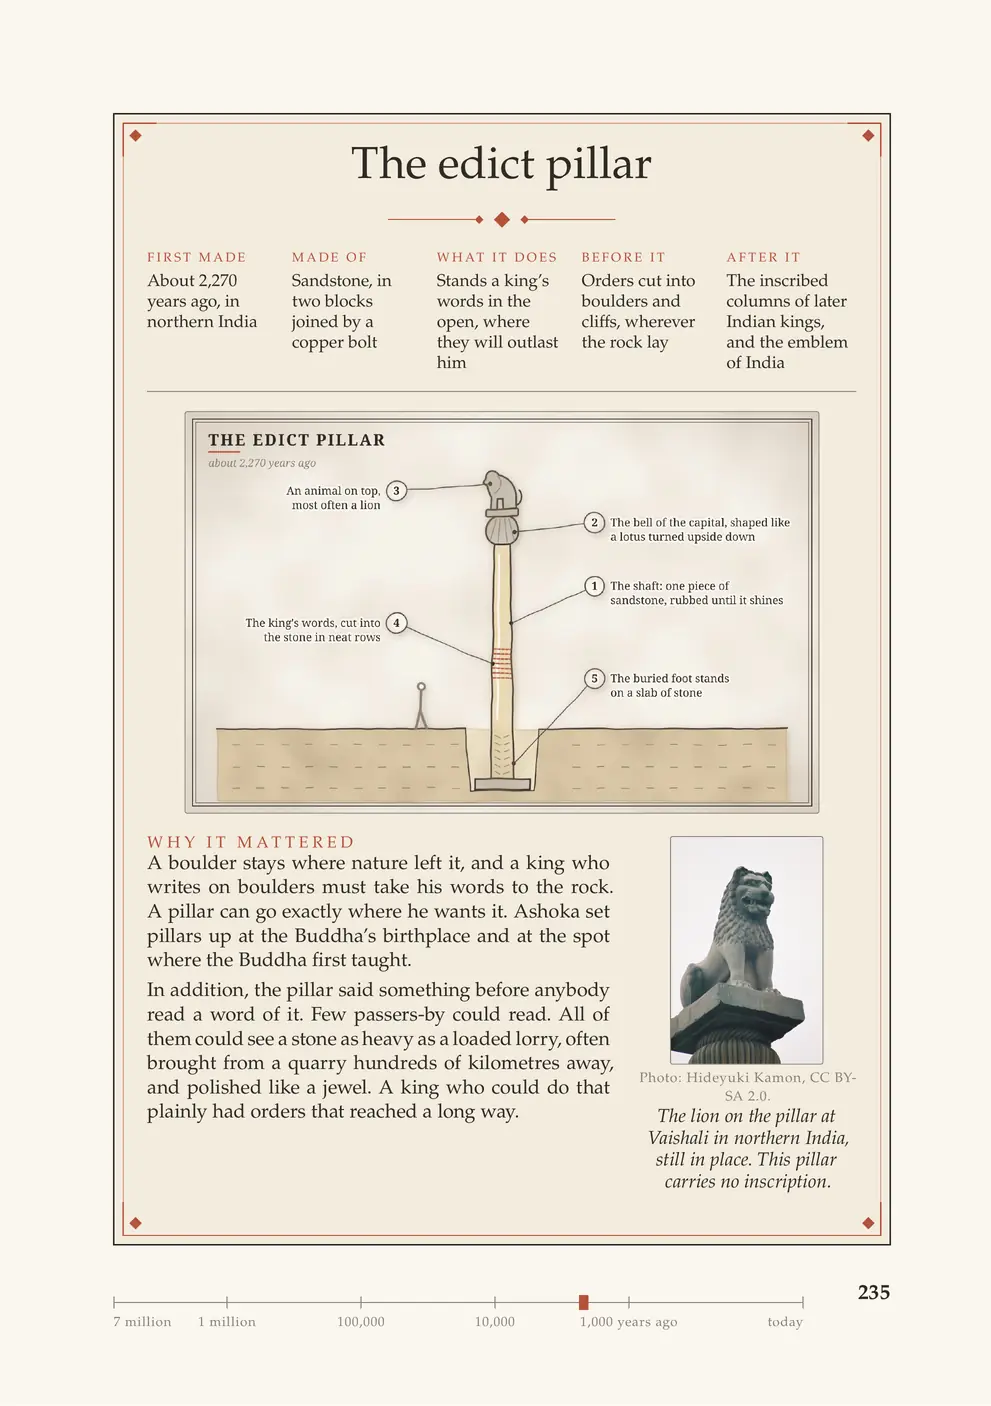 The edict pillar
FIRST MADE
About 2,270
years ago, in
northern India
MADE OF
Sandstone, in
two blocks
joined by a
copper bolt
WHAT IT DOES
Stands a king's
words in the
open, where
they will outlast
him
BEFORE IT
Orders cut into
boulders and
cliffs, wherever
the rock lay
AFTER IT
The inscribed
columns of later
Indian kings,
and the emblem
of India
THE EDICT PILLAR
about 2,270 years ago
An animal on top,
most often a lion
3
2
The bell of the capital, shaped like
a lotus turned upside down
1
The shaft: one piece of
sandstone, rubbed until it shines
The king's words, cut into
the stone in neat rows
4
5
The buried foot stands
on a slab of stone
WHY IT MATTERED
A boulder stays where nature left it, and a king who
writes on boulders must take his words to the rock.
A pillar can go exactly where he wants it. Ashoka set
pillars up at the Buddha's birthplace and at the spot
where the Buddha first taught.
In addition, the pillar said something before anybody
read a word of it. Few passers-by could read. All of
them could see a stone as heavy as a loaded lorry, often
brought from a quarry hundreds of kilometres away,
and polished like a jewel. A king who could do that
plainly had orders that reached a long way.
Photo: Hideyuki Kamon, CC BY-
SA 2.0.
The lion on the pillar at
Vaishali in northern India,
still in place. This pillar
carries no inscription.
235
7 million
1 million
100,000
10,000
1,000 years ago
today